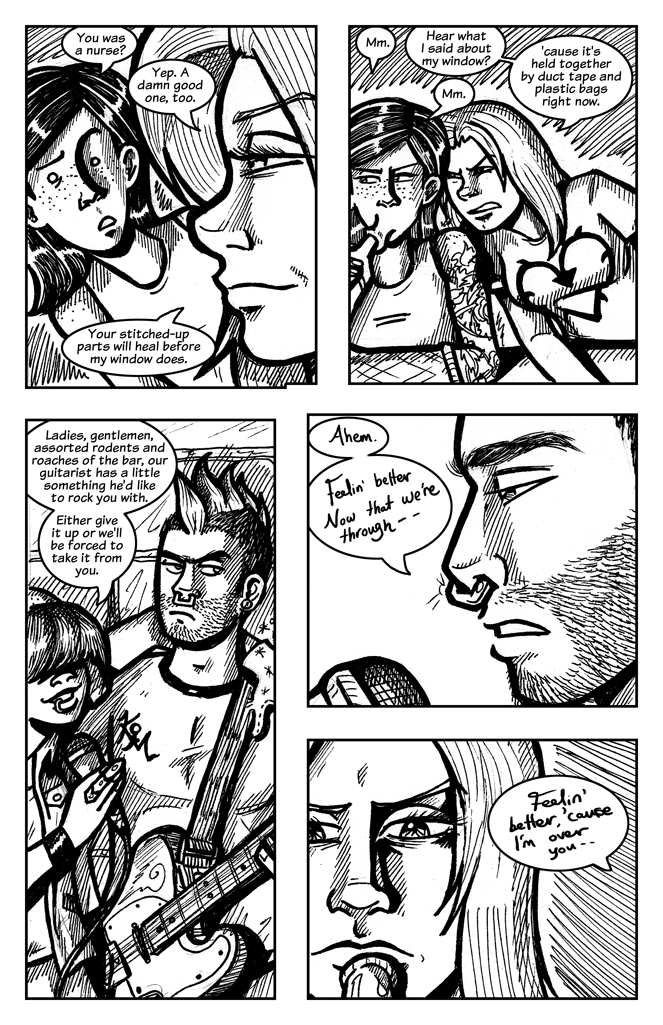 You was
a nurse?
Yep. A
damn good
one, too.
Your stitched-up
parts will heal before
my window does.
Mm.
Hear what
I said about
my window?
'cause it's
held together
by duct tape and
plastic bags
right now.
Mm.
Ladies, gentlemen,
assorted rodents and
roaches of the bar, our
guitarist has a little
something he'd like
to rock you with.
Either give
it up or we'll
be forced to
take it from
you.
Ahem.
Feelin' better
Now that we're
through--
Feelin'
better, 'cause
I'm over
you--